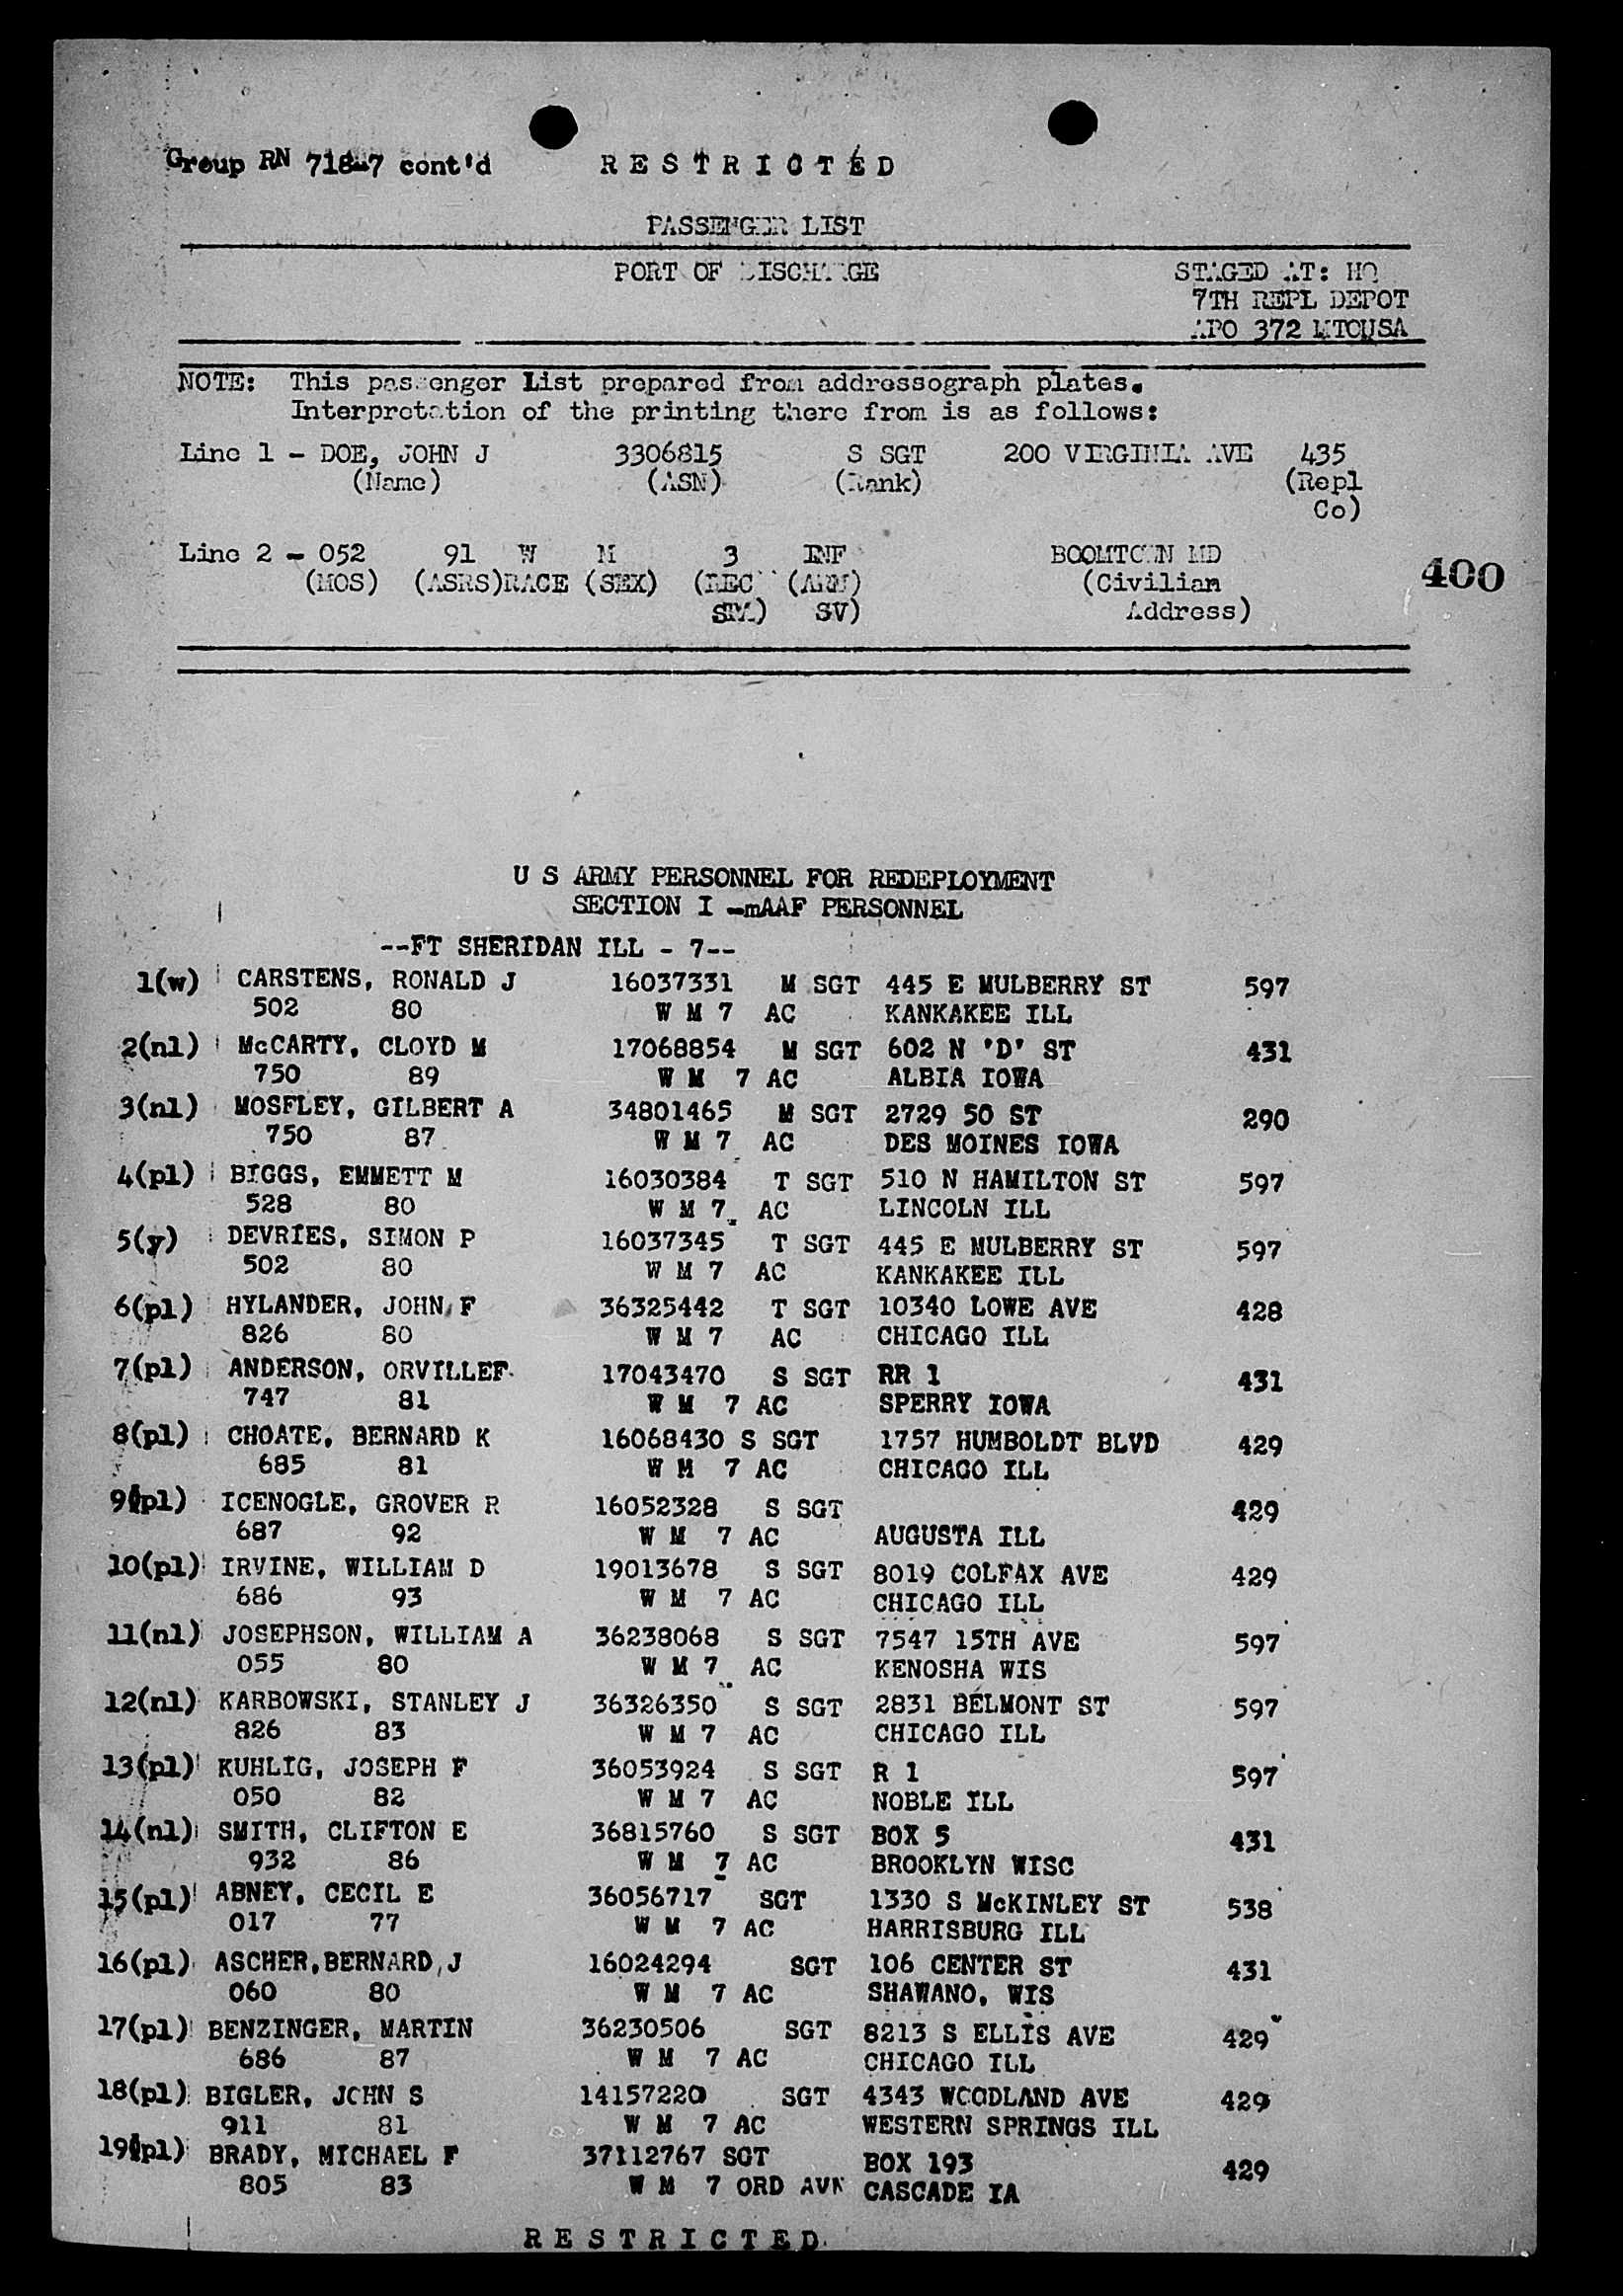 Group RN 718-7 cont'd RESTRICTED
PASSENGER LIST
PORT OF DISCHARGE STAGED AT: HQ
7TH REPL DEPOT
APO 372 MTOUSA
NOTE: This passenger List prepared from addressograph plates.
Interpretation of the printing there from is as follows:
Line 1 - DOE, JOHN J 3306815 S SGT 200 VIRGINIA AVE 435
(Name) (ASN) (Rank) (Repl
Co)
Line 2 - 052 91 W M 3 INF BOOMTOWN MD
(MOS) (ASRS)RACE (SEX) (REC (ARM) (Civilian
STA) SV) Address)
400
U S ARMY PERSONNEL FOR REDEPLOYMENT
SECTION I -mAAF PERSONNEL
--FT SHERIDAN ILL - 7--
1(w) CARSTENS, RONALD J 16037331 M SGT 445 E MULBERRY ST 597
502 80 W M 7 AC KANKAKEE ILL
2(nl) McCARTY, CLOYD M 17068854 M SGT 602 N 'D' ST 431
750 89 W M 7 AC ALBIA IOWA
3(nl) MOSFLEY, GILBERT A 34801465 M SGT 2729 50 ST 290
750 87 W M 7 AC DES MOINES IOWA
4(pl) BIGGS, EMMETT M 16030384 T SGT 510 N HAMILTON ST 597
528 80 W M 7 AC LINCOLN ILL
5(y) DEVRIES, SIMON P 16037345 T SGT 445 E MULBERRY ST 597
502 80 W M 7 AC KANKAKEE ILL
6(pl) HYLANDER, JOHN F 36325442 T SGT 10340 LOWE AVE 428
826 80 W M 7 AC CHICAGO ILL
7(pl) ANDERSON, ORVILLEF 17043470 S SGT RR 1 431
747 81 W M 7 AC SPERRY IOWA
8(pl) CHOATE, BERNARD K 16068430 S SGT 1757 HUMBOLDT BLVD 429
685 81 W M 7 AC CHICAGO ILL
9(pl) ICENOGLE, GROVER R 16052328 S SGT 429
687 92 W M 7 AC AUGUSTA ILL
10(pl) IRVINE, WILLIAM D 19013678 S SGT 8019 COLFAX AVE 429
686 93 W M 7 AC CHICAGO ILL
11(nl) JOSEPHSON, WILLIAM A 36238068 S SGT 7547 15TH AVE 597
055 80 W M 7 AC KENOSHA WIS
12(nl) KARBOWSKI, STANLEY J 36326350 S SGT 2831 BELMONT ST 597
826 83 W M 7 AC CHICAGO ILL
13(pl) KUHLIG, JOSEPH F 36053924 S SGT R 1 597
050 82 W M 7 AC NOBLE ILL
14(nl) SMITH, CLIFTON E 36815760 S SGT BOX 5 431
932 86 W M 7 AC BROOKLYN WISC
15(pl) ABNEY, CECIL E 36056717 SGT 1330 S McKINLEY ST 538
017 77 W M 7 AC HARRISBURG ILL
16(pl) ASCHER,BERNARD J 16024294 SGT 106 CENTER ST 431
060 80 W M 7 AC SHAWANO, WIS
17(pl) BENZINGER, MARTIN 36230506 SGT 8213 S ELLIS AVE 429
686 87 W M 7 AC CHICAGO ILL
18(pl) BIGLER, JOHN S 14157220 SGT 4343 WOODLAND AVE 429
911 81 W M 7 AC WESTERN SPRINGS ILL
19(pl) BRADY, MICHAEL F 37112767 SGT BOX 193 429
805 83 W M 7 ORD AVN CASCADE IA
RESTRICTED